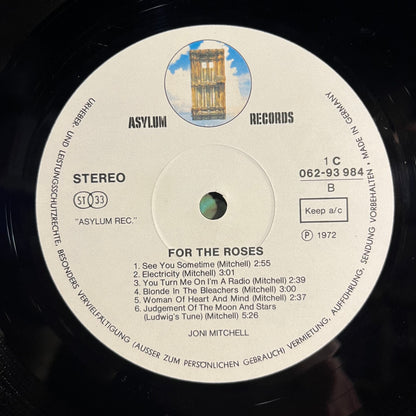 ASYLUM RECORDS
STEREO
ST 33
"ASYLUM REC."
1 C
062-93 984
B
Keep a/c
Ⓟ 1972
FOR THE ROSES
1. See You Sometime (Mitchell) 2:55
2. Electricity (Mitchell) 3:01
3. You Turn Me On I'm A Radio (Mitchell) 2:39
4. Blonde In The Bleachers (Mitchell) 3:00
5. Woman Of Heart And Mind (Mitchell) 2:37
6. Judgement Of The Moon And Stars
(Ludwig's Tune) (Mitchell) 5:26
JONI MITCHELL
URHEBER- UND LEISTUNGSSCHUTZRECHTE, BESONDERS VERVIELFÄLTIGUNG (AUSSER ZUM PERSÖNLICHEN GEBRAUCH) VERMIETUNG, AUFFÜHRUNG, SENDUNG VORBEHALTEN • MADE IN GERMANY